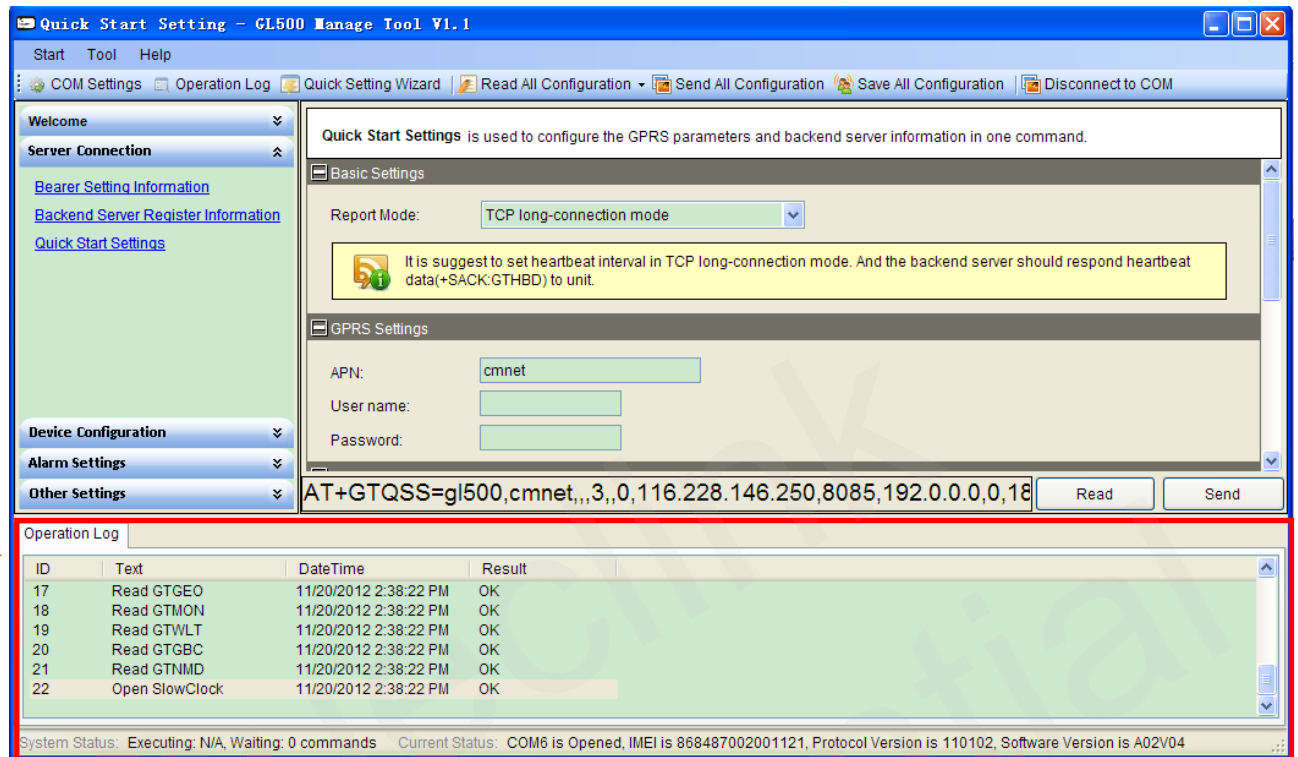 Quick Start Setting - GL500 Manage Tool V1.1
Start Tool Help
COM Settings Operation Log Quick Setting Wizard Read All Configuration Send All Configuration Save All Configuration Disconnect to COM
Welcome
Server Connection
Bearer Setting Information
Backend Server Register Information
Quick Start Settings
Device Configuration
Alarm Settings
Other Settings
Quick Start Settings is used to configure the GPRS parameters and backend server information in one command.
Basic Settings
Report Mode: TCP long-connection mode
It is suggest to set heartbeat interval in TCP long-connection mode. And the backend server should respond heartbeat
data(+SACK:GTHBD) to unit.
GPRS Settings
APN: cmnet
User name:
Password:
AT+GTQSS=gl500,cmnet,,,3,,0,116.228.146.250,8085,192.0.0.0,0,18
Read Send
Operation Log
ID Text DateTime Result
17 Read GTGEO 11/20/2012 2:38:22 PM OK
18 Read GTMON 11/20/2012 2:38:22 PM OK
19 Read GTWLT 11/20/2012 2:38:22 PM OK
20 Read GTGBC 11/20/2012 2:38:22 PM OK
21 Read GTNMD 11/20/2012 2:38:22 PM OK
22 Open SlowClock 11/20/2012 2:38:22 PM OK
System Status: Executing: N/A, Waiting: 0 commands Current Status: COM6 is Opened, IMEI is 868487002001121, Protocol Version is 110102, Software Version is A02V04